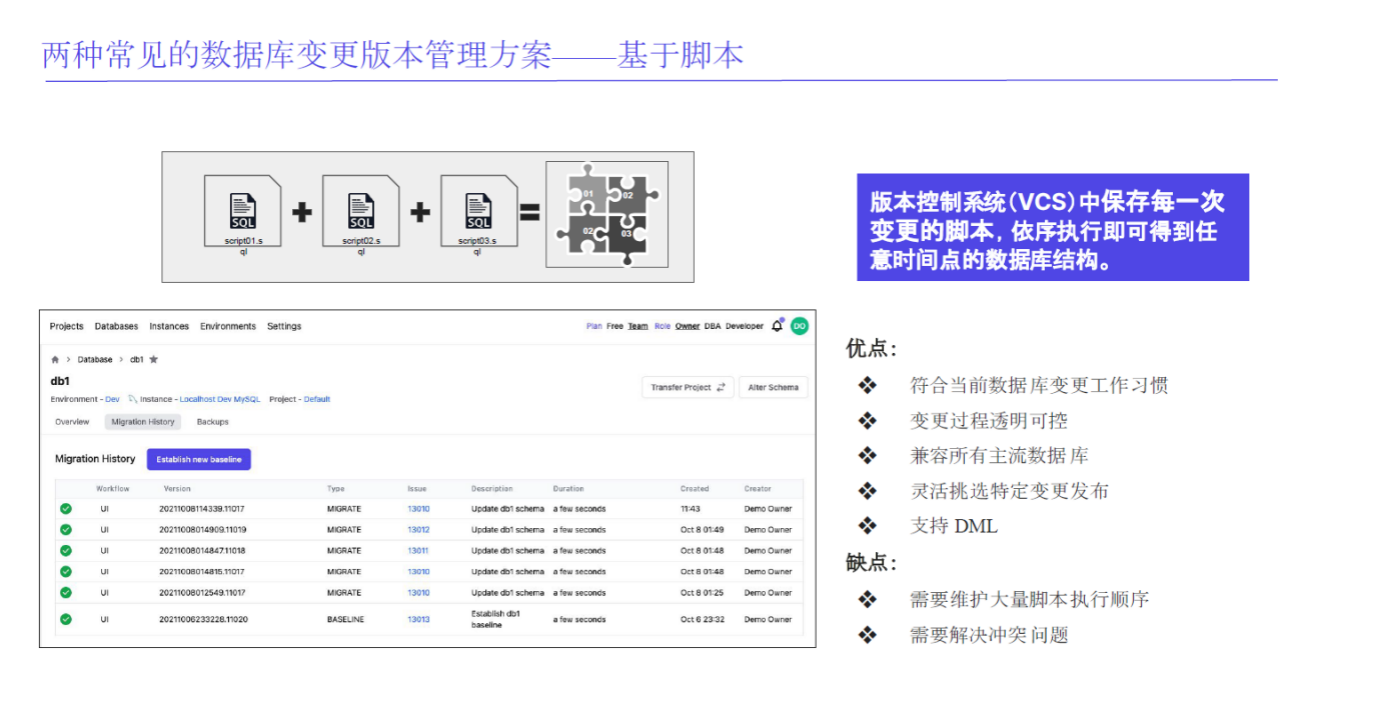 两种常见的数据库变更版本管理方案——基于脚本
SQL SQL SQL 01 02
script01.s script02.s script03.s 02 03
ql ql ql
版本控制系统(VCS)中保存每一次
变更的脚本，依序执行即可得到任
意时间点的数据库结构。
Projects Databases Instances Environments Settings Plan Free Team Role Owner DBA Developer DO
Database > db1
db1
Transfer Project Alter Schema
Environment - Dev Instance - Localhost Dev MySQL Project - Default
Overview Migration History Backups
Migration History Establish new baseline
Workflow Version Type Issue Description Duration Created Creator
UI 20211008114339.11017 MIGRATE 13010 Update db1 schema a few seconds 11:43 Demo Owner
UI 20211008014909.11019 MIGRATE 13012 Update db1 schema a few seconds Oct 8 01:49 Demo Owner
UI 20211008014847.11018 MIGRATE 13011 Update db1 schema a few seconds Oct 8 01:48 Demo Owner
UI 20211008014815.11017 MIGRATE 13010 Update db1 schema a few seconds Oct 8 01:48 Demo Owner
UI 20211008012549.11017 MIGRATE 13010 Update db1 schema a few seconds Oct 8 01:25 Demo Owner
UI 20211006233228.11020 BASELINE 13013 Establish db1 baseline a few seconds Oct 6 23:32 Demo Owner
优点：
符合当前数据库变更工作习惯
变更过程透明可控
兼容所有主流数据库
灵活挑选特定变更发布
支持 DML
缺点：
需要维护大量脚本执行顺序
需要解决冲突问题